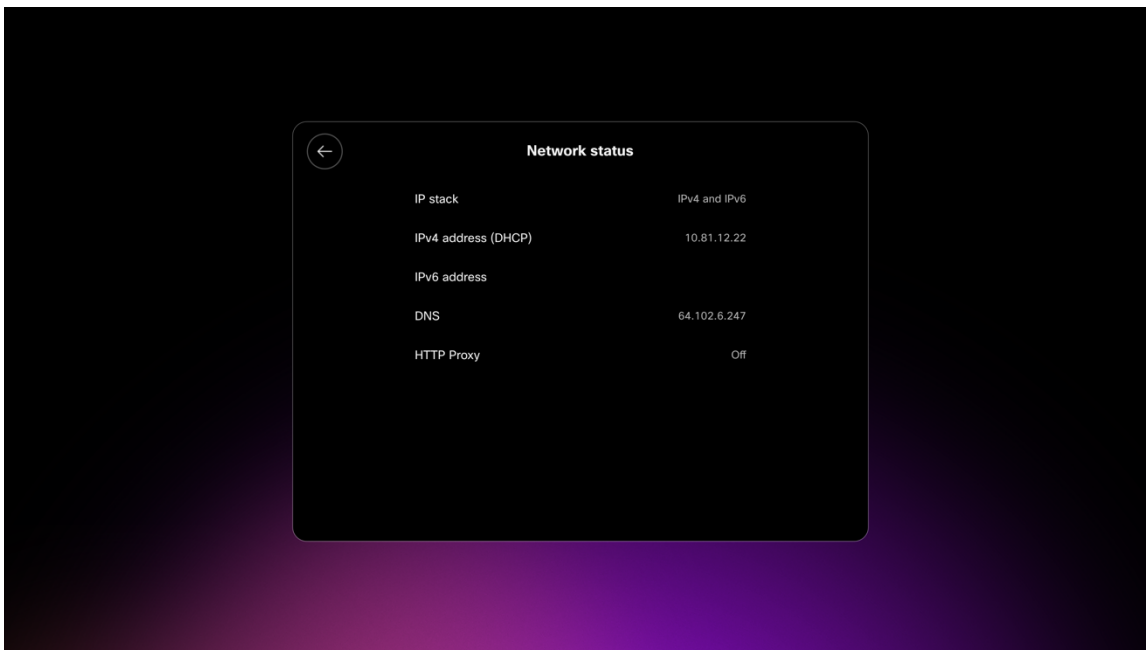 Network status
IP stack IPv4 and IPv6
IPv4 address (DHCP) 10.81.12.22
IPv6 address
DNS 64.102.6.247
HTTP Proxy Off